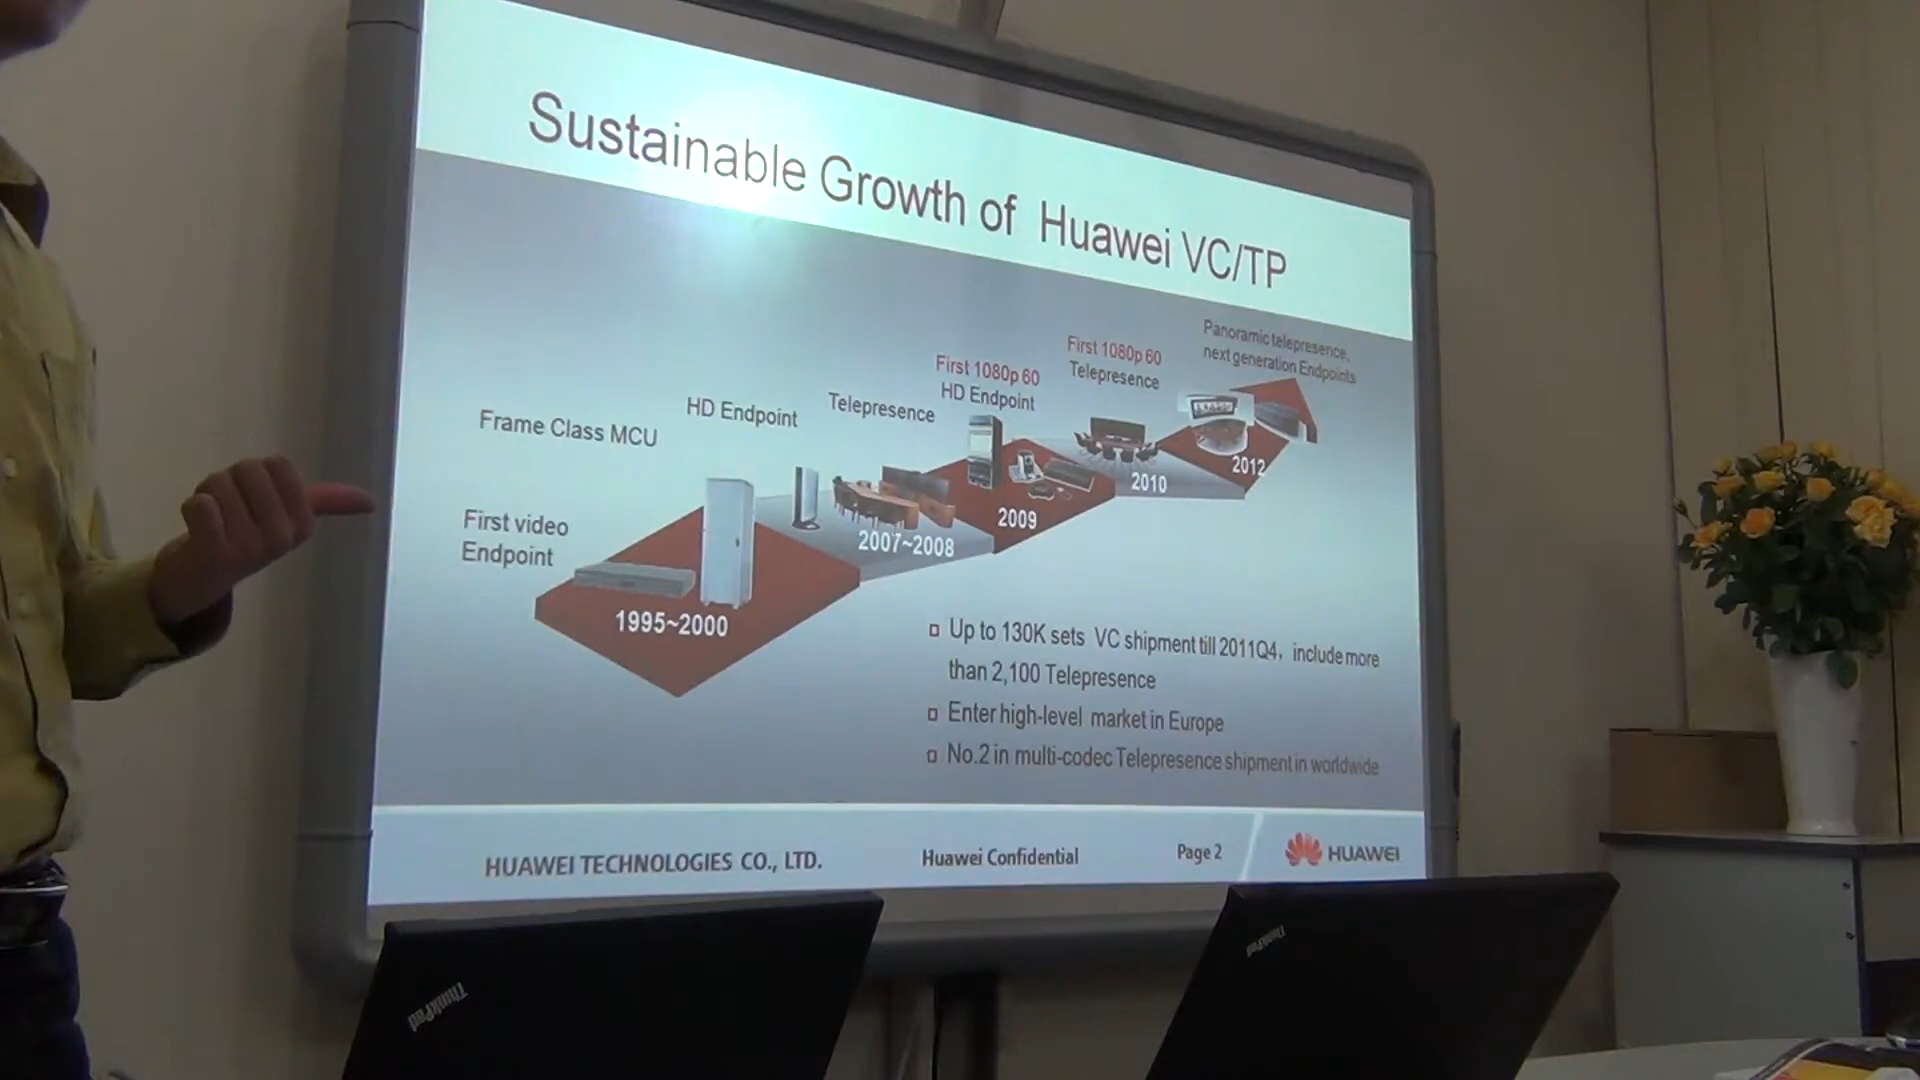 Sustainable Growth of Huawei VC/TP
Panoramic telepresence,
next generation Endpoints
First 1080p 60
Telepresence
First 1080p 60
HD Endpoint
Telepresence
HD Endpoint
Frame Class MCU
First video
Endpoint
1995~2000
2007~2008
2009
2010
2012
Up to 130K sets VC shipment till 2011Q4, include more
than 2,100 Telepresence
Enter high-level market in Europe
No.2 in multi-codec Telepresence shipment in worldwide
HUAWEI TECHNOLOGIES CO., LTD.
Huawei Confidential
Page 2
HUAWEI
ThinkPad
ThinkPad